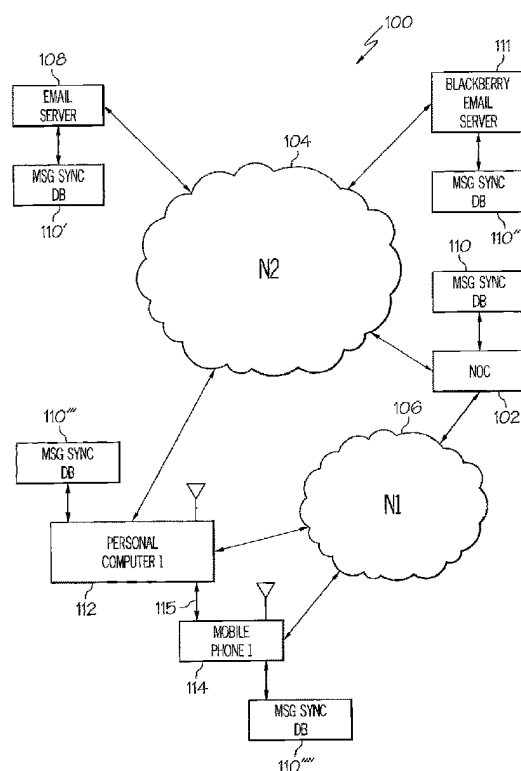 100
108
EMAIL
SERVER
MSG SYNC
DB
110'
111
BLACKBERRY
EMAIL
SERVER
MSG SYNC
DB
110''
104
N2
110
MSG SYNC
DB
NOC
102
106
N1
110'''
MSG SYNC
DB
PERSONAL
COMPUTER 1
112
115
MOBILE
PHONE 1
114
MSG SYNC
DB
110''''